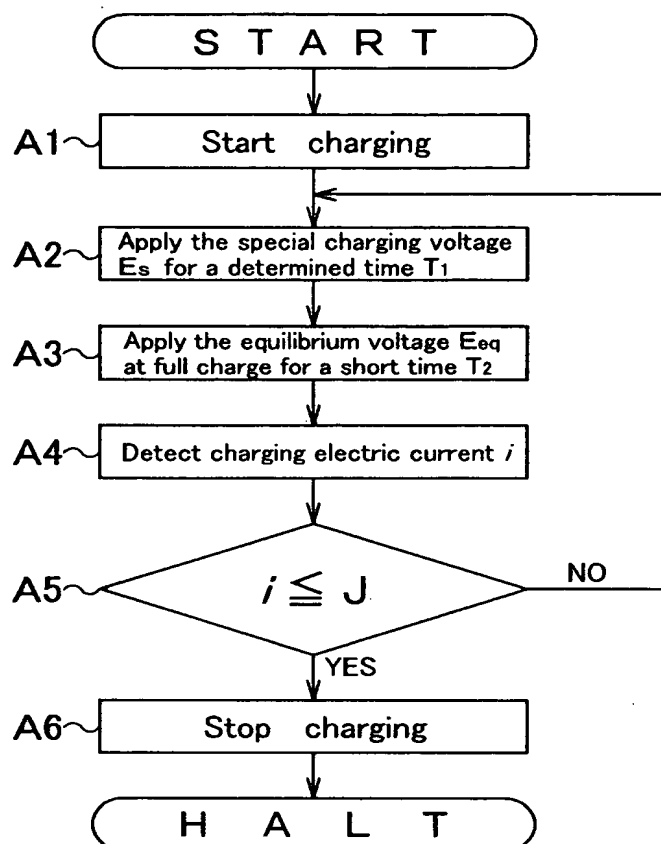 START
A1 Start charging
A2 Apply the special charging voltage
Es for a determined time T1
A3 Apply the equilibrium voltage Eeq
at full charge for a short time T2
A4 Detect charging electric current i
A5 i ≦ J NO
YES
A6 Stop charging
HALT